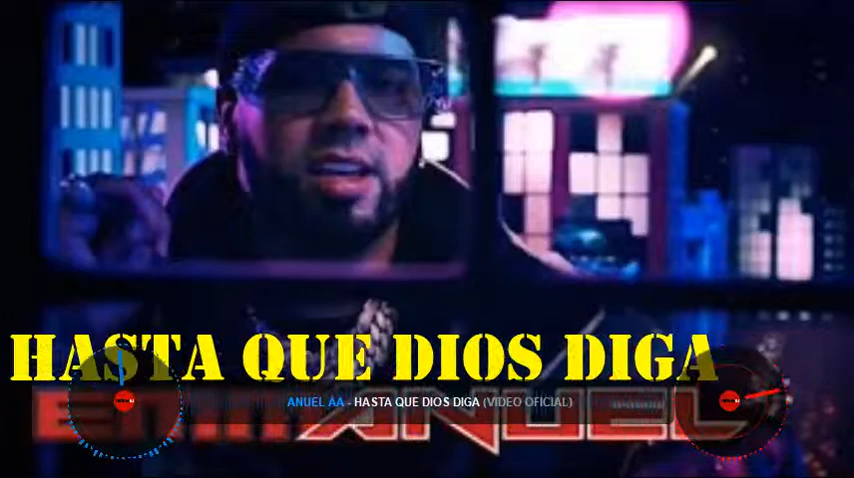 HASTA QUE DIOS DIGA
ANUEL AA - HASTA QUE DIOS DIGA (VIDEO OFICIAL)
EmmANUEL